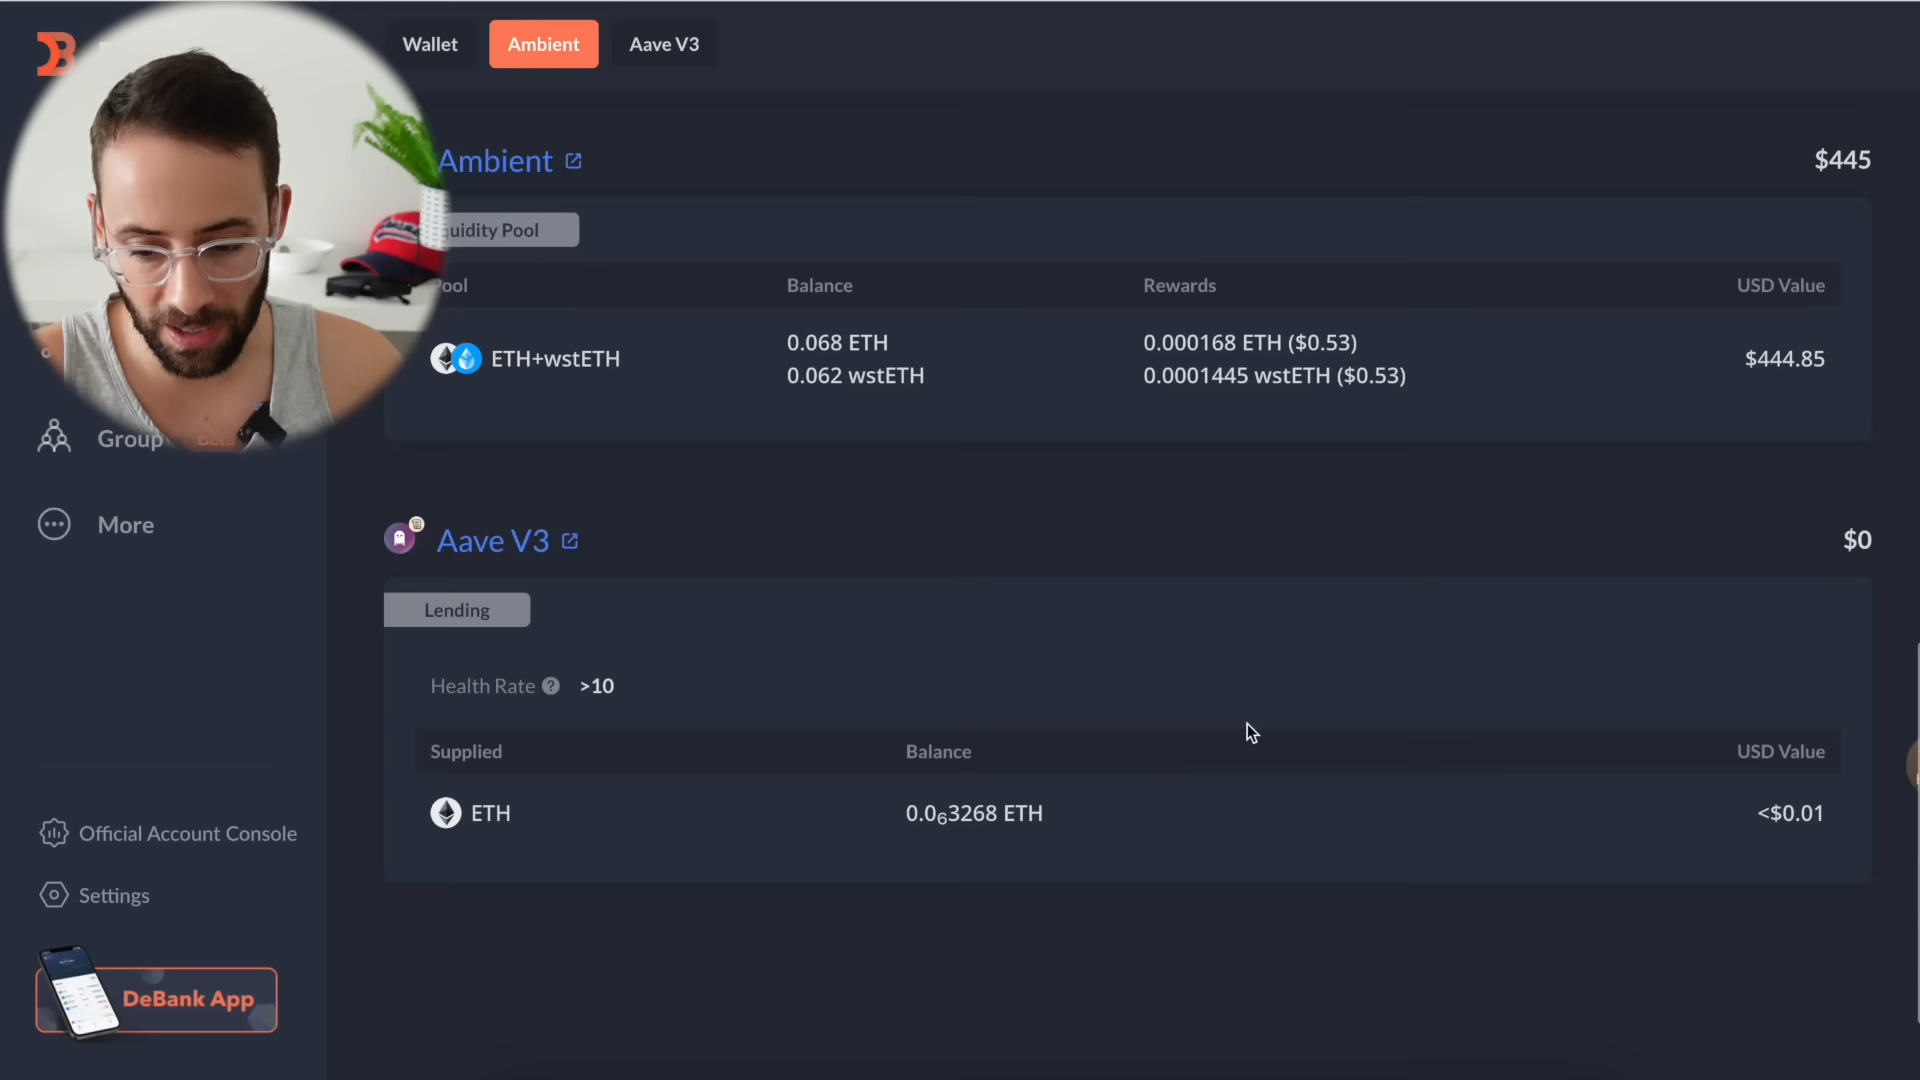 Wallet
Ambient
Aave V3
Ambient
$445
uidity Pool
Pool
Balance
Rewards
USD Value
ETH+wstETH
0.068 ETH
0.062 wstETH
0.000168 ETH ($0.53)
0.0001445 wstETH ($0.53)
$444.85
Group
Beta
More
Aave V3
$0
Lending
Health Rate ? >10
Supplied
Balance
USD Value
ETH
0.0₆3268 ETH
<$0.01
Official Account Console
Settings
DeBank App